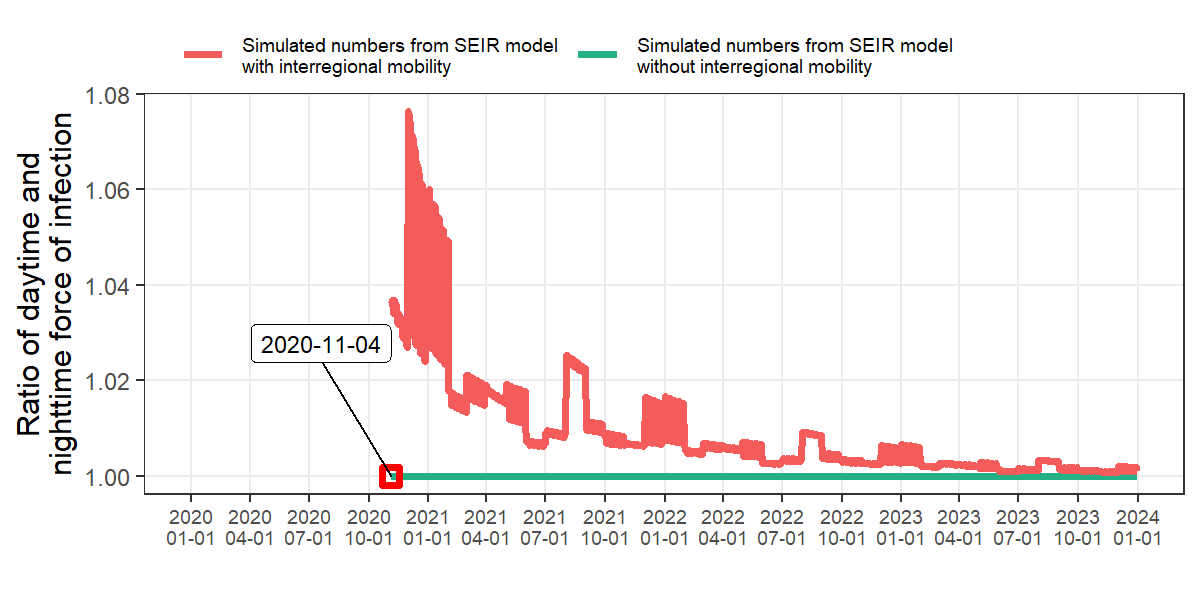 Simulated numbers from SEIR model
with interregional mobility
Simulated numbers from SEIR model
without interregional mobility
Ratio of daytime and
nighttime force of infection
1.08
1.06
1.04
1.02
1.00
2020-11-04
2020 2020 2020 2020 2021 2021 2021 2021 2022 2022 2022 2022 2023 2023 2023 2023 2024
01-01 04-01 07-01 10-01 01-01 04-01 07-01 10-01 01-01 04-01 07-01 10-01 01-01 04-01 07-01 10-01 01-01